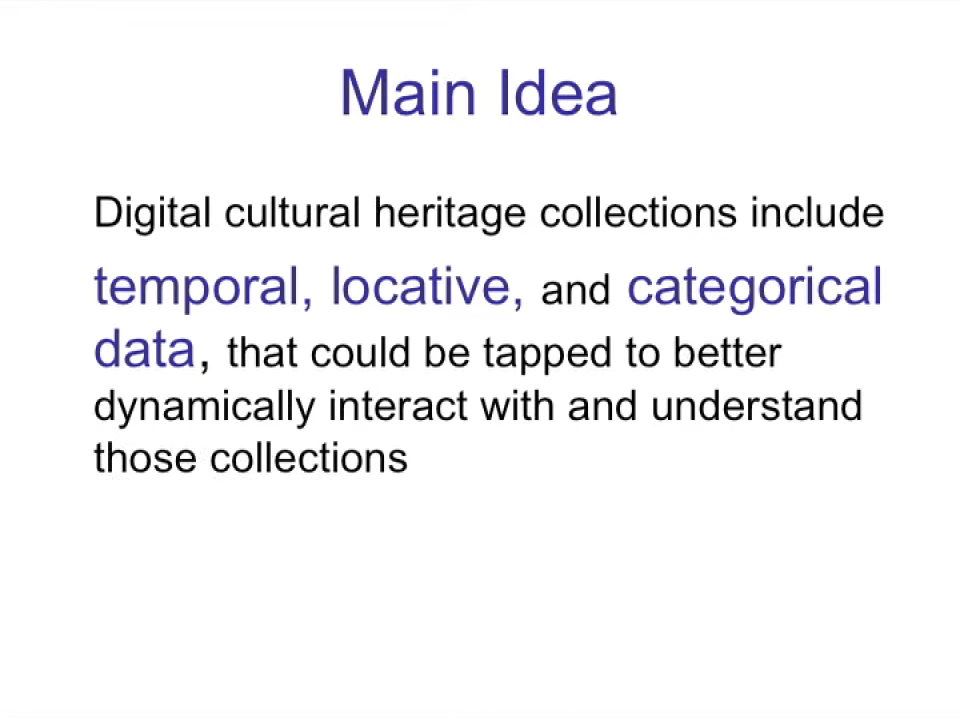 Main Idea
Digital cultural heritage collections include
temporal, locative, and categorical
data, that could be tapped to better
dynamically interact with and understand
those collections